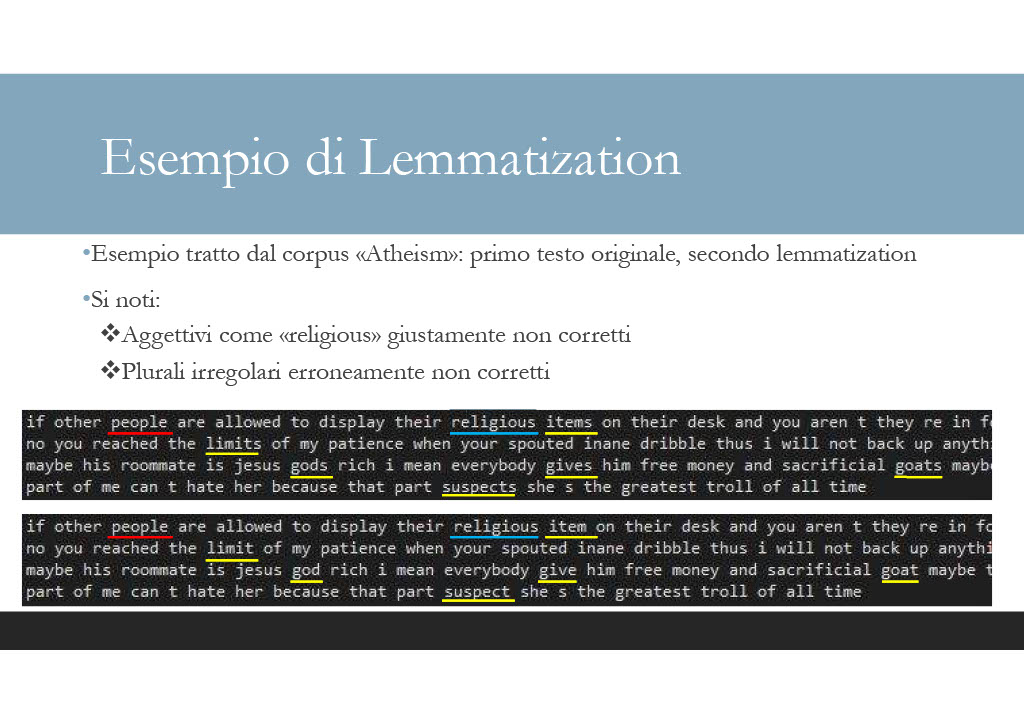 Esempio di Lemmatization
•Esempio tratto dal corpus «Atheism»: primo testo originale, secondo lemmatization
•Si noti:
❖Aggettivi come «religious» giustamente non corretti
❖Plurali irregolari erroneamente non corretti
if other people are allowed to display their religious items on their desk and you aren t they re in
no you reached the limits of my patience when your spouted inane dribble thus i will not back up anyth
maybe his roommate is jesus gods rich i mean everybody gives him free money and sacrificial goats mayb
part of me can t hate her because that part suspects she s the greatest troll of all time
if other people are allowed to display their religious item on their desk and you aren t they re in fo
no you reached the limit of my patience when your spouted inane dribble thus i will not back up anythi
maybe his roommate is jesus god rich i mean everybody give him free money and sacrificial goat maybe t
part of me can t hate her because that part suspect she s the greatest troll of all time